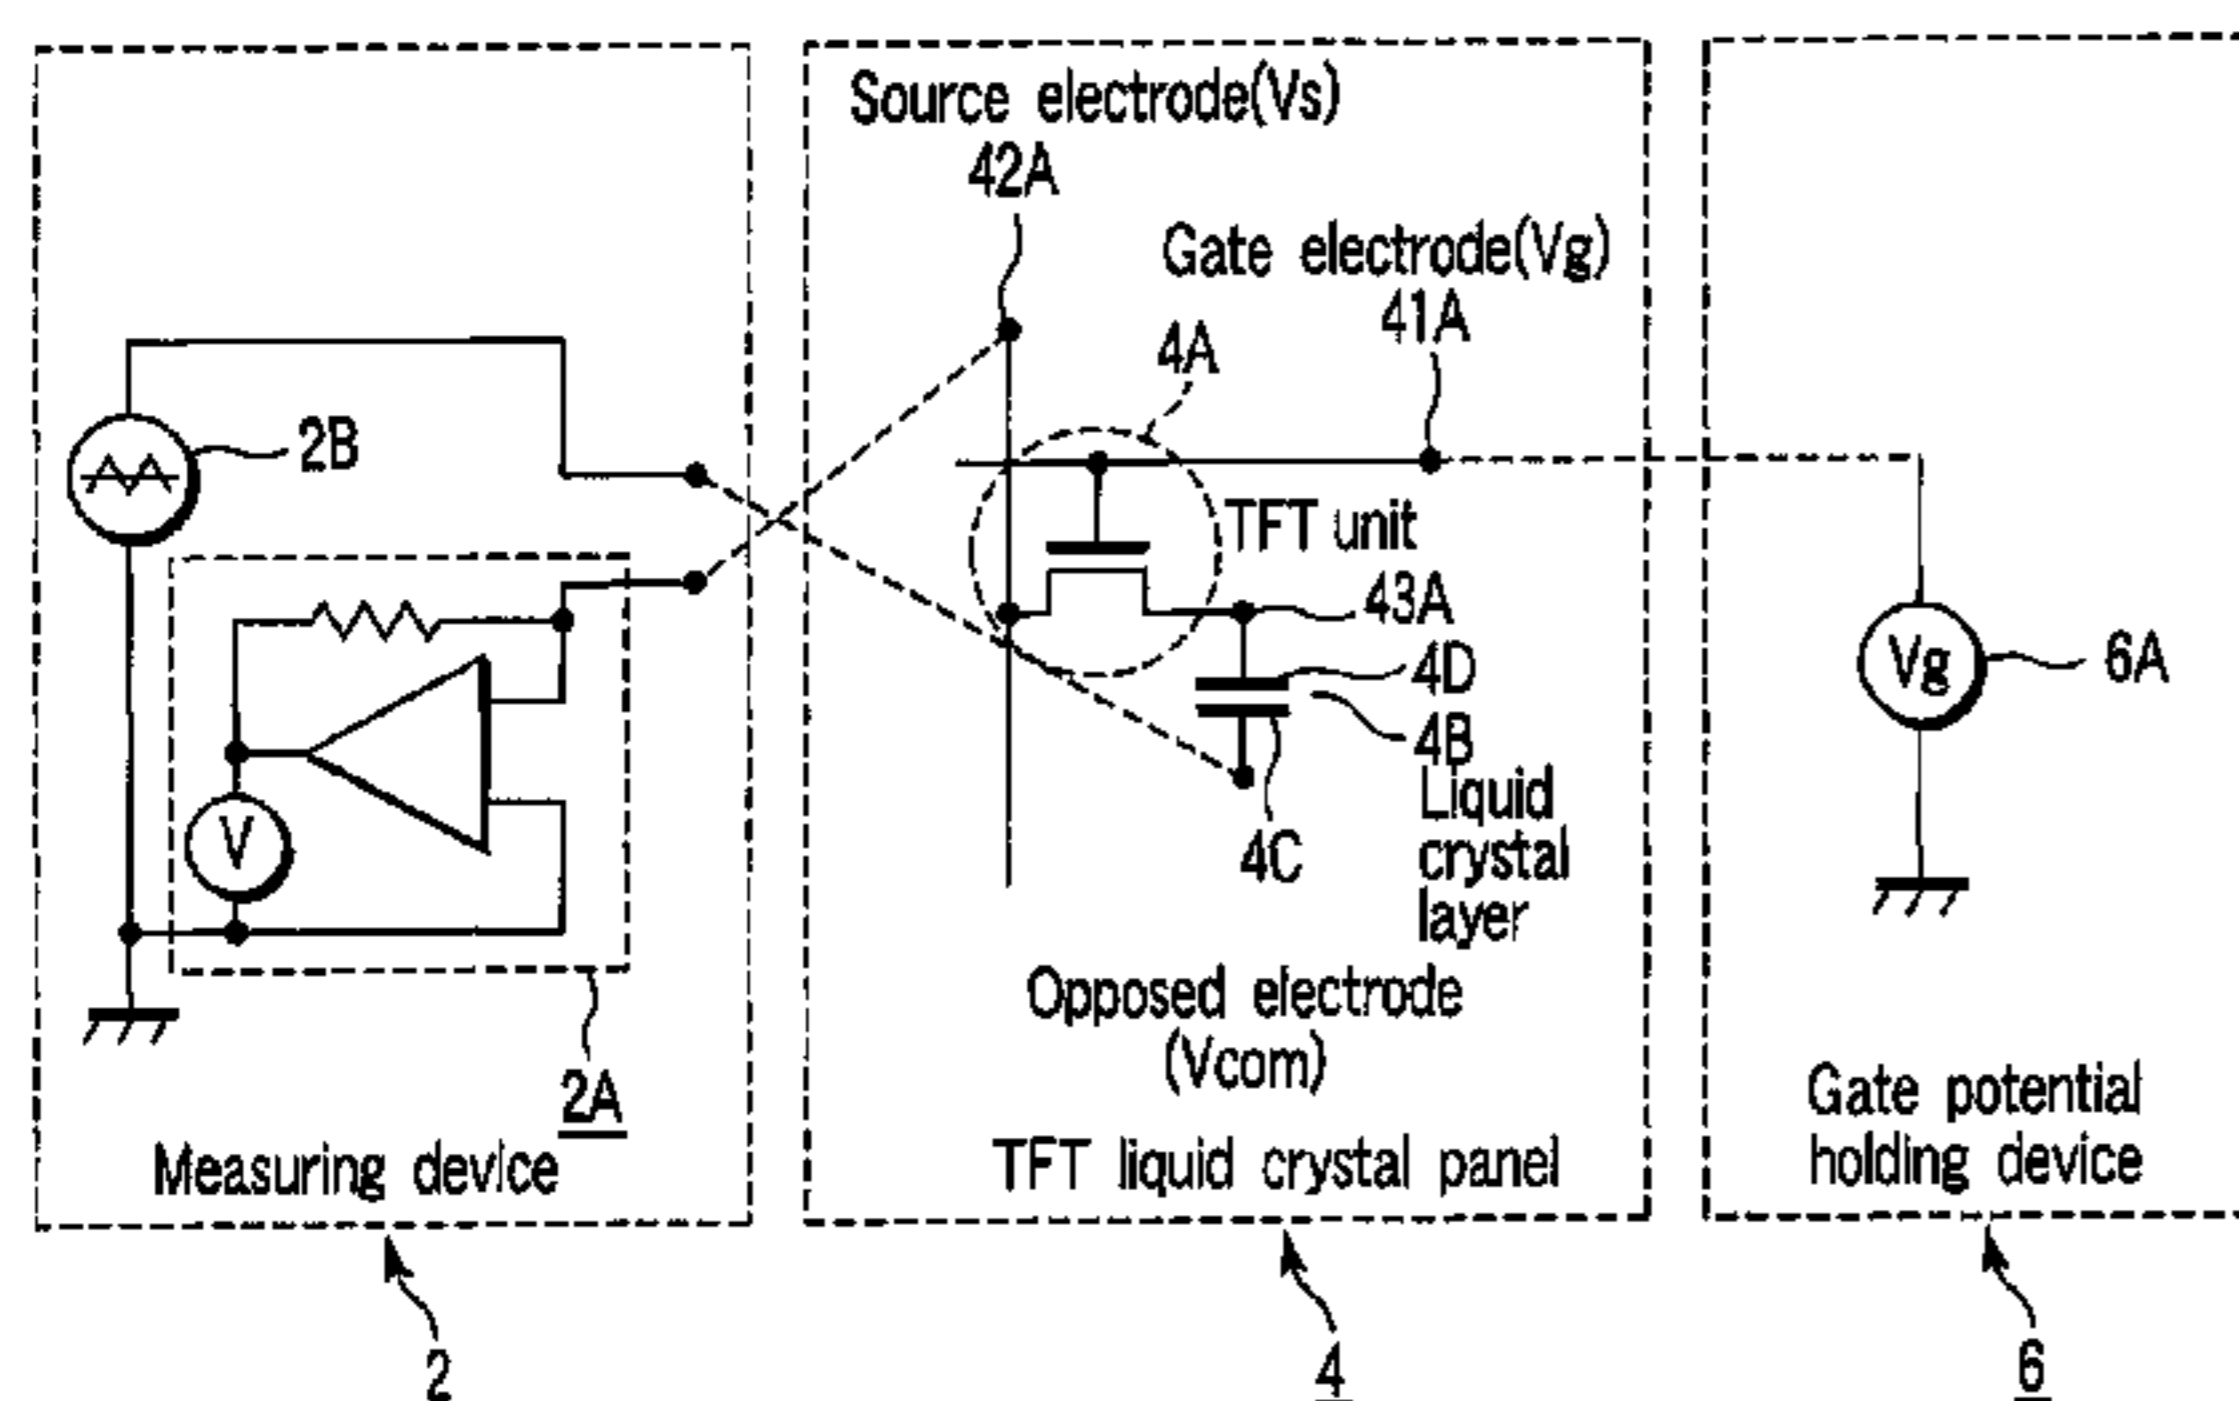 Source electrode(Vs)
42A
Gate electrode(Vg)
41A
4A
2B
TFT unit
43A
4D
4B
Liquid
crystal
layer
4C
V
Vg
6A
Opposed electrode
(Vcom)
2A
Measuring device
TFT liquid crystal panel
Gate potential
holding device
2
4
6